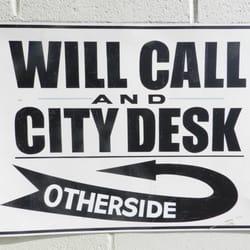 WILL CALL
AND
CITY DESK
OTHERSIDE